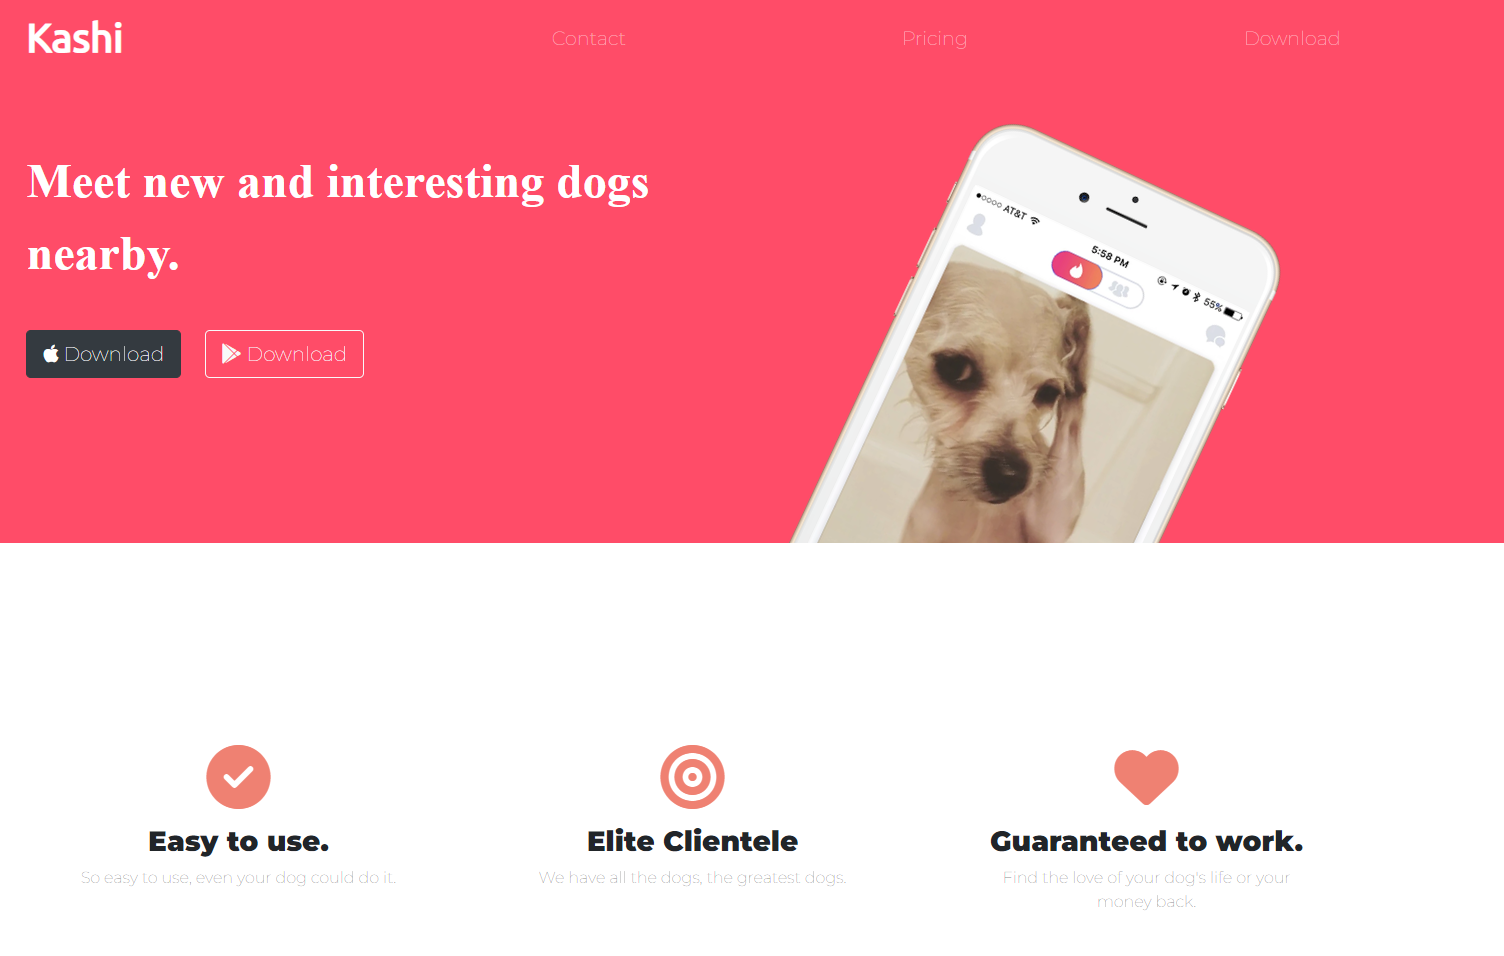 Kashi
Contact
Pricing
Download
Meet new and interesting dogs
nearby.
Download
Download
AT&T
5:58 PM
55%
Easy to use.
So easy to use, even your dog could do it.
Elite Clientele
We have all the dogs, the greatest dogs.
Guaranteed to work.
Find the love of your dog's life or your
money back.